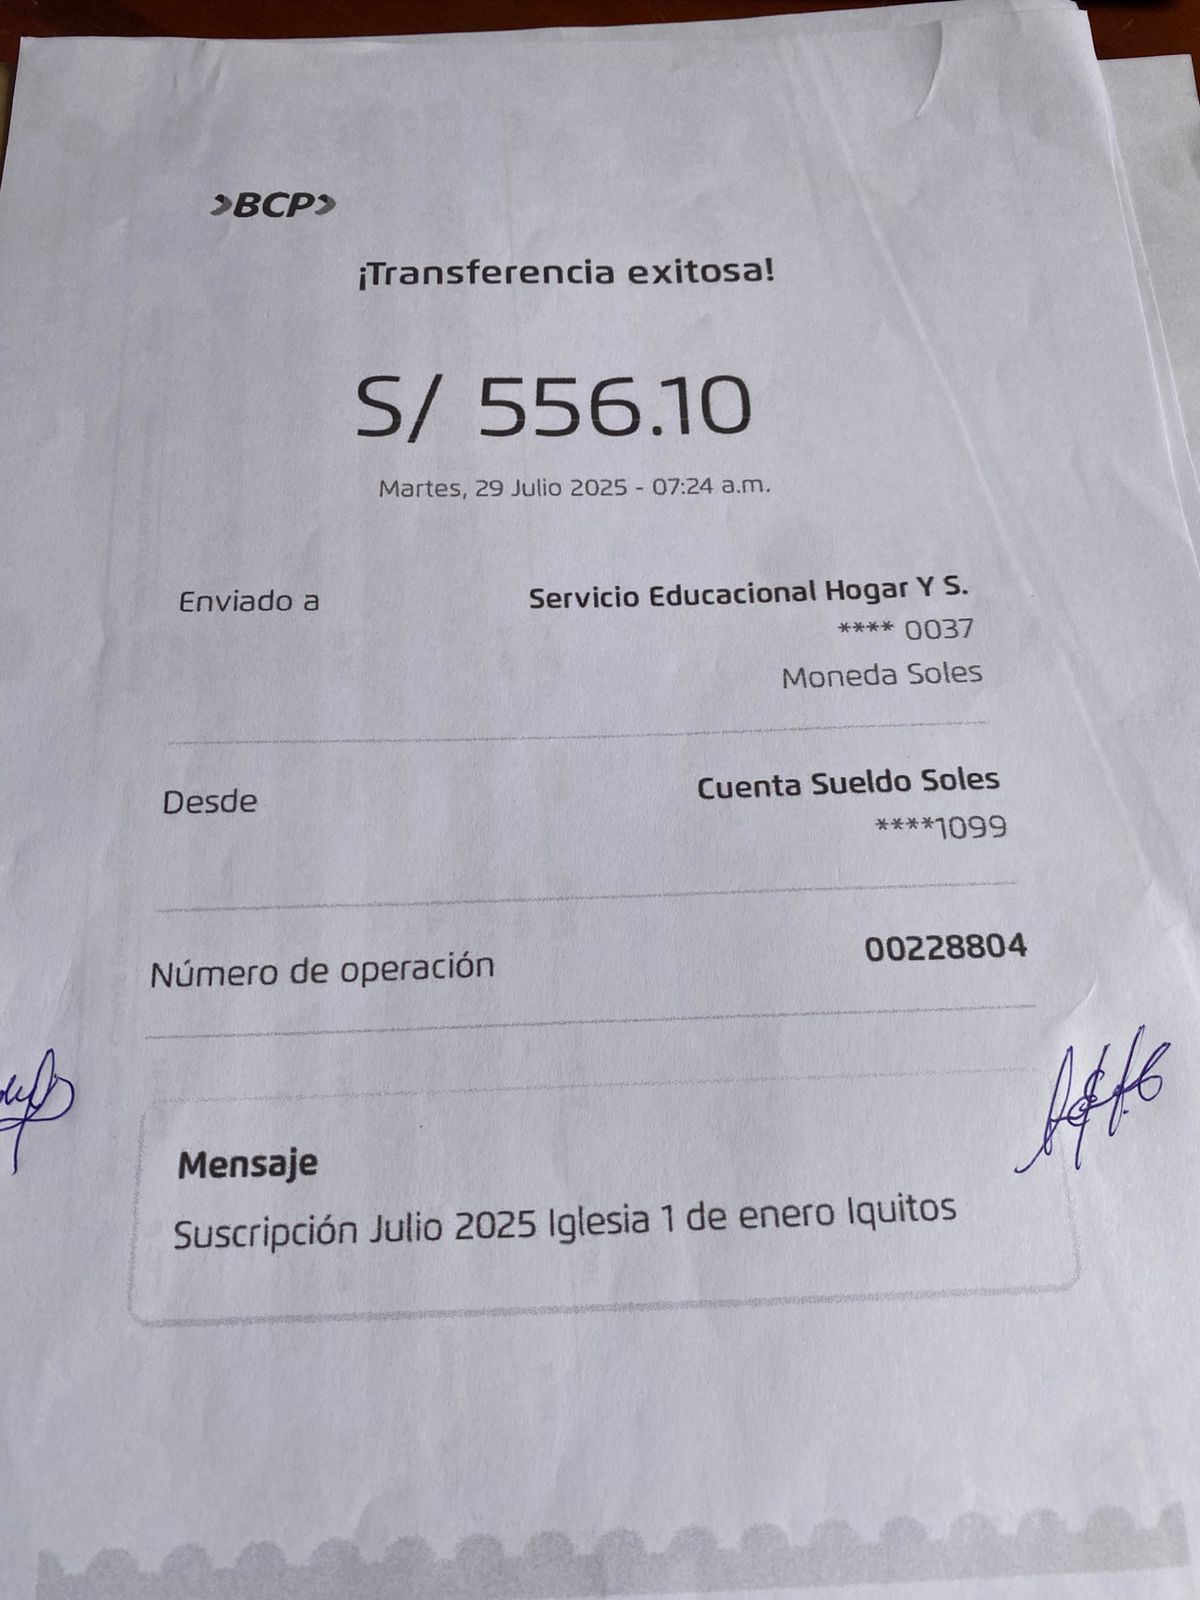 BCP
¡Transferencia exitosa!
S/ 556.10
Martes, 29 Julio 2025 - 07:24 a.m.
Enviado a Servicio Educacional Hogar Y S.
**** 0037
Moneda Soles
Desde Cuenta Sueldo Soles
****1099
Número de operación 00228804
Mensaje
Suscripción Julio 2025 Iglesia 1 de enero Iquitos